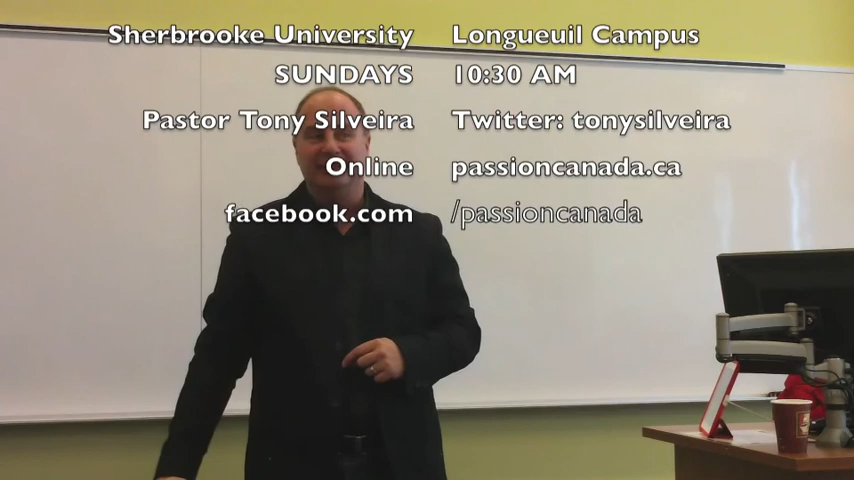 Sherbrooke University Longueuil Campus
SUNDAYS 10:30 AM
Pastor Tony Silveira Twitter: tonysilveira
Online passioncanada.ca
facebook.com /passioncanada